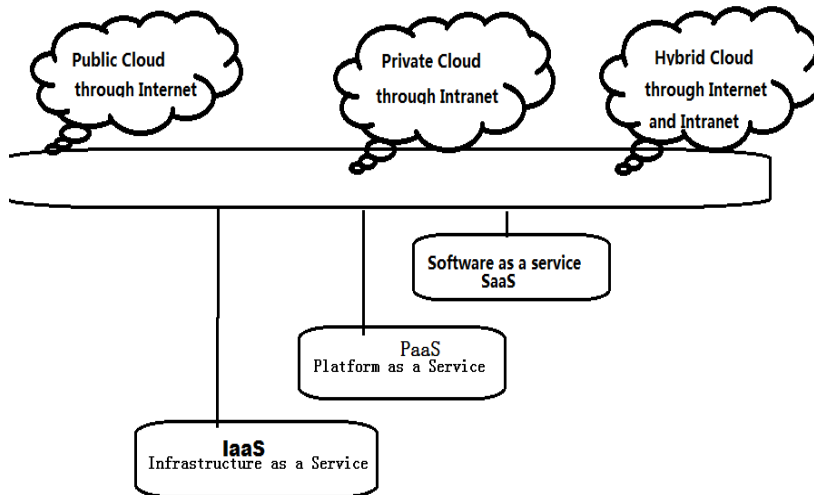 Public Cloud
through Internet
Private Cloud
through Intranet
Hybrid Cloud
through Internet
and Intranet
Software as a service
SaaS
PaaS
Platform as a Service
IaaS
Infrastructure as a Service